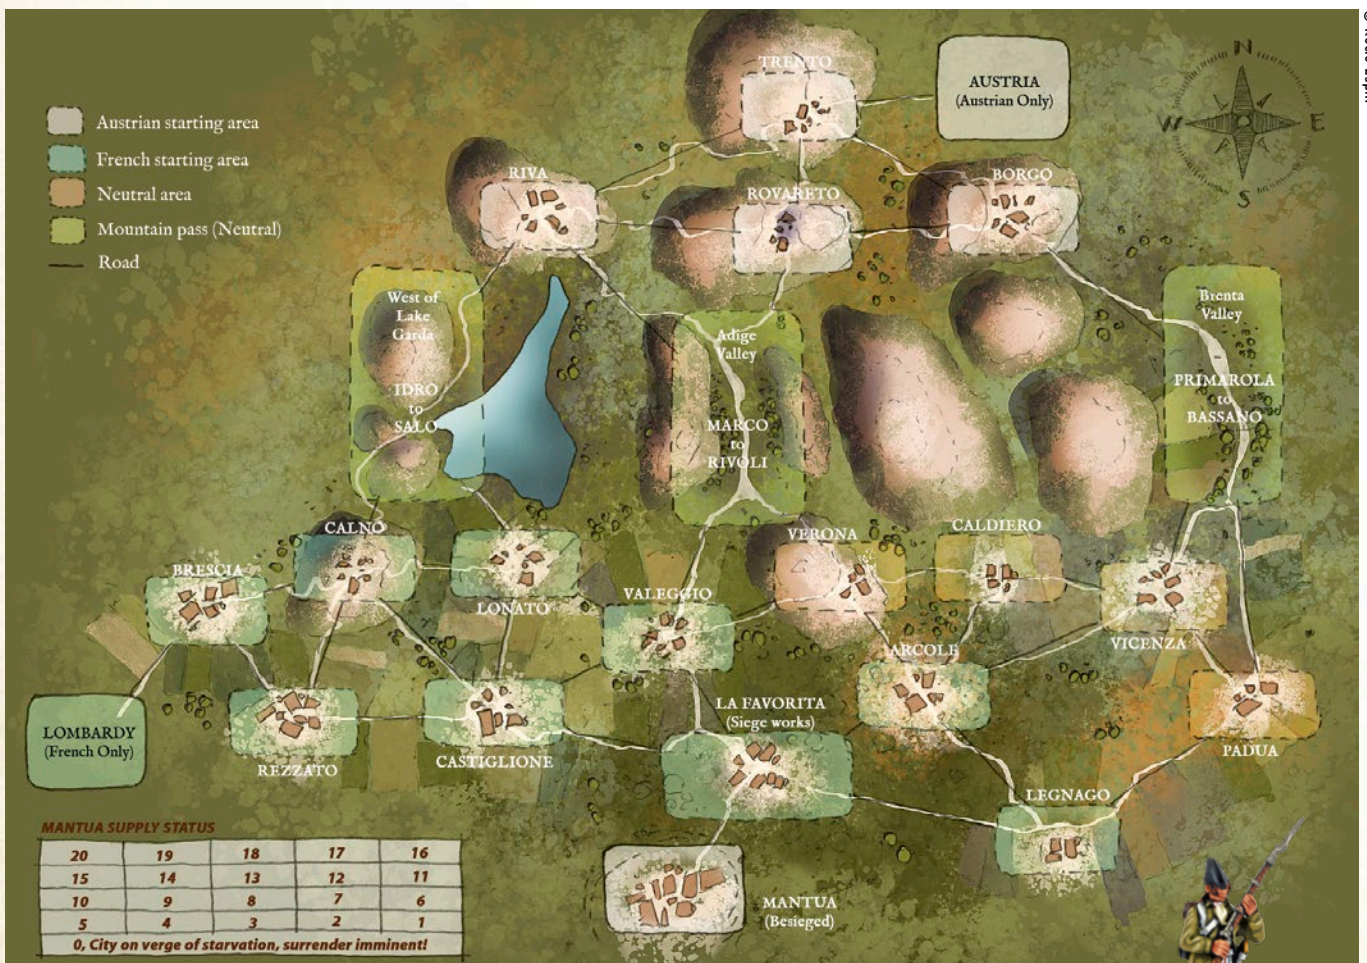 TRENTO
AUSTRIA
(Austrian Only)
N
W
E
S
Austrian starting area
French starting area
Neutral area
Mountain pass (Neutral)
Road
RIVA
ROVARETO
BORGO
West of
Lake
Garda
IDRO
to
SALO
Adige
Valley
MARCO
to
RIVOLI
Brenta
Valley
PRIMAROLA
to
BASSANO
CALNO
BRESCIA
LONATO
VALEGGIO
VERONA
CALDIERO
VICENZA
ARCOLE
LOMBARDY
(French Only)
REZZATO
CASTIGLIONE
LA FAVORITA
(Siege works)
PADUA
LEGNAGO
MANTUA
(Besieged)
MANTUA SUPPLY STATUS
20 19 18 17 16
15 14 13 12 11
10 9 8 7 6
5 4 3 2 1
0, City on verge of starvation, surrender imminent!